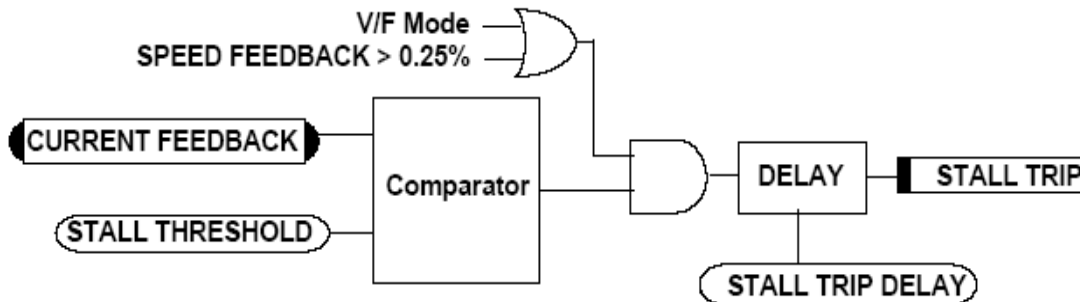 V/F Mode
SPEED FEEDBACK > 0.25%
CURRENT FEEDBACK
Comparator
DELAY
STALL TRIP
STALL THRESHOLD
STALL TRIP DELAY